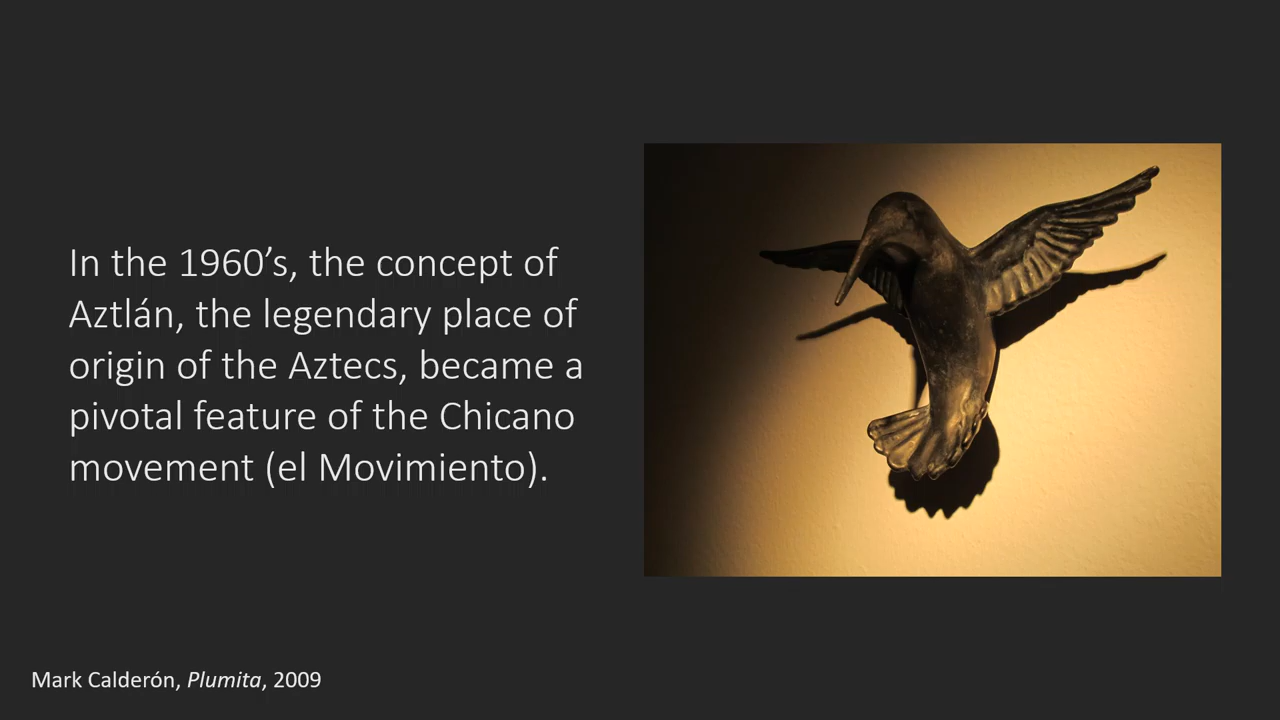 In the 1960’s, the concept of
Aztlán, the legendary place of
origin of the Aztecs, became a
pivotal feature of the Chicano
movement (el Movimiento).
Mark Calderón, Plumita, 2009